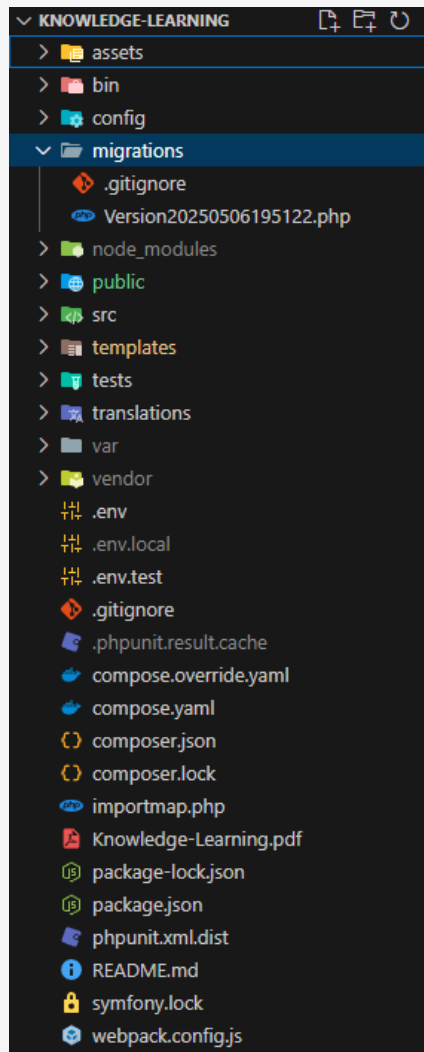 KNOWLEDGE-LEARNING
assets
bin
config
migrations
.gitignore
Version20250506195122.php
node_modules
public
src
templates
tests
translations
var
vendor
.env
.env.local
.env.test
.gitignore
.phpunit.result.cache
compose.override.yaml
compose.yaml
composer.json
composer.lock
importmap.php
Knowledge-Learning.pdf
package-lock.json
package.json
phpunit.xml.dist
README.md
symfony.lock
webpack.config.js